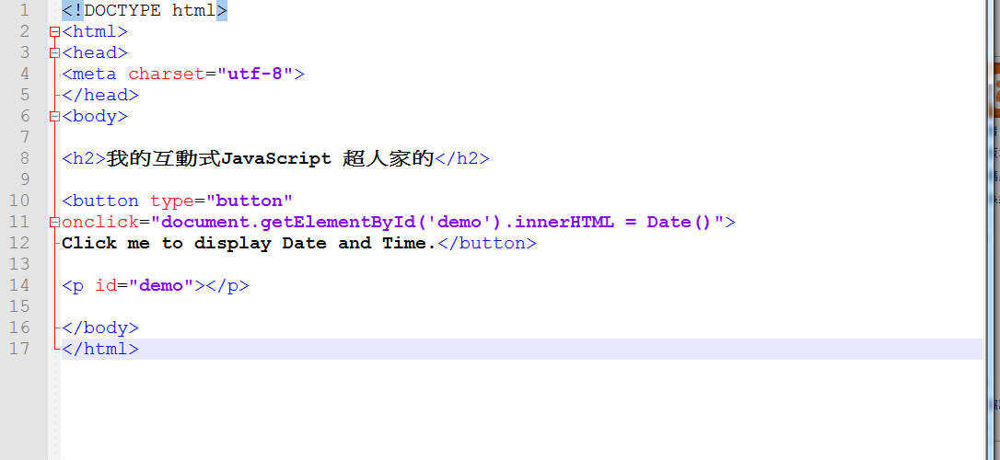 1 <!DOCTYPE html>
2 <html>
3 <head>
4 <meta charset="utf-8">
5 </head>
6 <body>
7
8 <h2>我的互動式JavaScript 超人家的</h2>
9
10 <button type="button"
11 onclick="document.getElementById('demo').innerHTML = Date()">
12 Click me to display Date and Time.</button>
13
14 <p id="demo"></p>
15
16 </body>
17 </html>